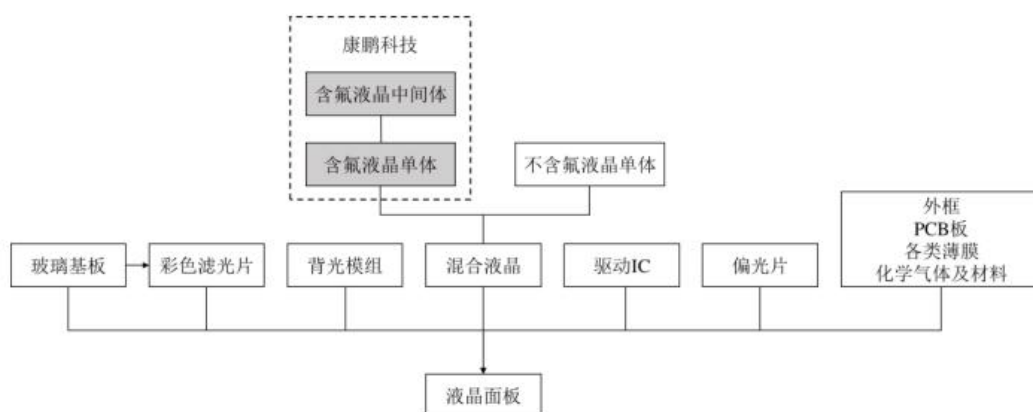 康鹏科技
含氟液晶中间体
含氟液晶单体
不含氟液晶单体
外框
PCB板
各类薄膜
化学气体及材料
玻璃基板
彩色滤光片
背光模组
混合液晶
驱动IC
偏光片
液晶面板